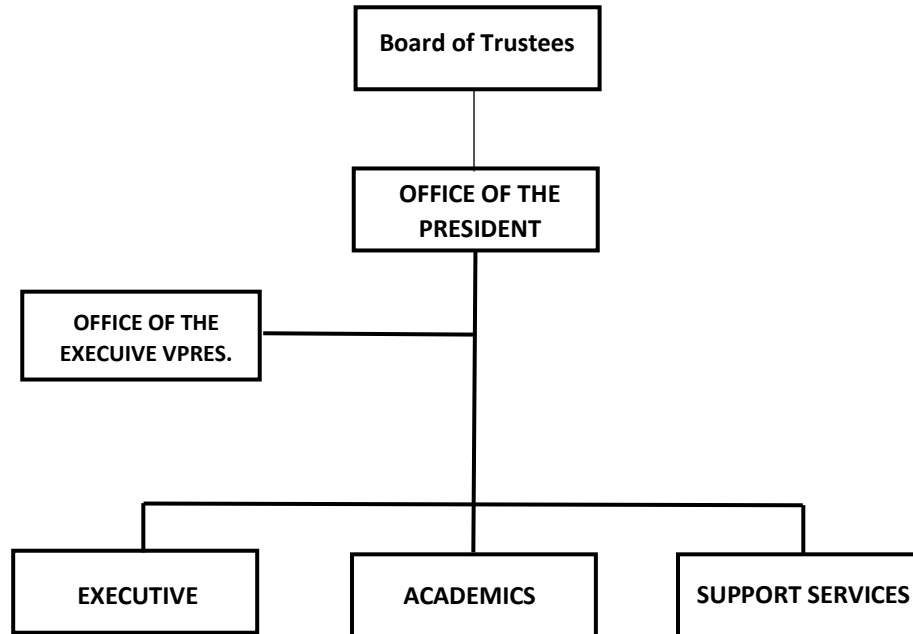 Board of Trustees
OFFICE OF THE
PRESIDENT
OFFICE OF THE
EXECUIVE VPRES.
EXECUTIVE
ACADEMICS
SUPPORT SERVICES